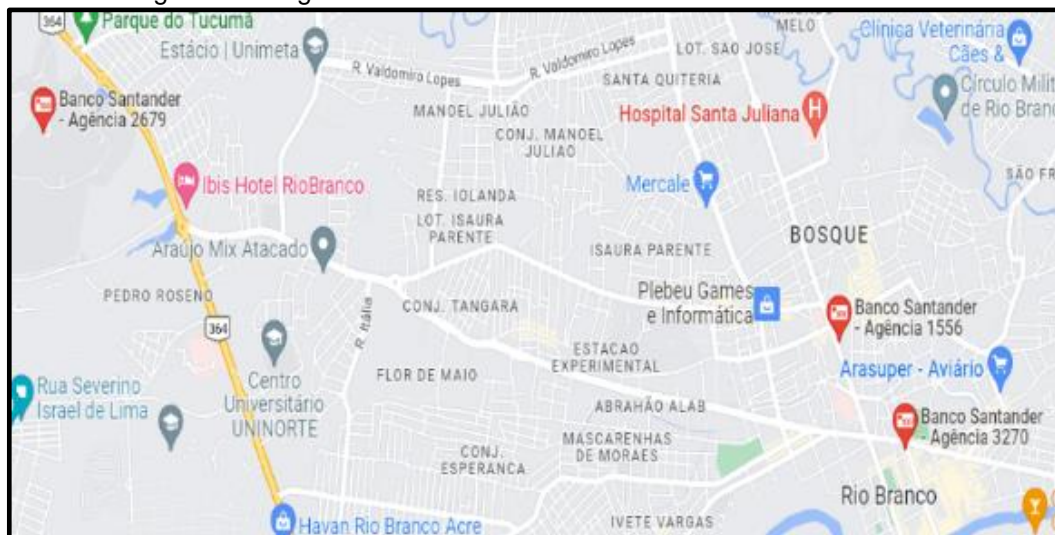 364
Parque do Tucumã
Estácio | Unimeta
R. Valdomiro Lopes
R. Valdomiro Lopes
LOT. SAO JOSE
MELO
Clínica Veterinária
Cães &
Banco Santander
- Agência 2679
MANOEL JULIÃO
SANTA QUITERIA
Hospital Santa Juliana
H
Círculo Milit
de Rio Branc
CONJ. MANOEL
JULIAO
Ibis Hotel RioBranco
RES. IOLANDA
Mercale
SÃO FR
LOT. ISAURA
PARENTE
Araújo Mix Atacado
ISAURA PARENTE
BOSQUE
PEDRO ROSENO
R. Itália
CONJ. TANGARA
Plebeu Games
e Informática
Banco Santander
- Agência 1556
364
ESTACAO
EXPERIMENTAL
Rua Severino
Israel de Lima
Centro
Universitário
UNINORTE
FLOR DE MAIO
Arasuper - Aviário
ABRAHÃO ALAB
Banco Santander
- Agência 3270
MASCARENHAS
DE MORAES
CONJ.
ESPERANCA
Rio Branco
Havan Rio Branco Acre
IVETE VARGAS